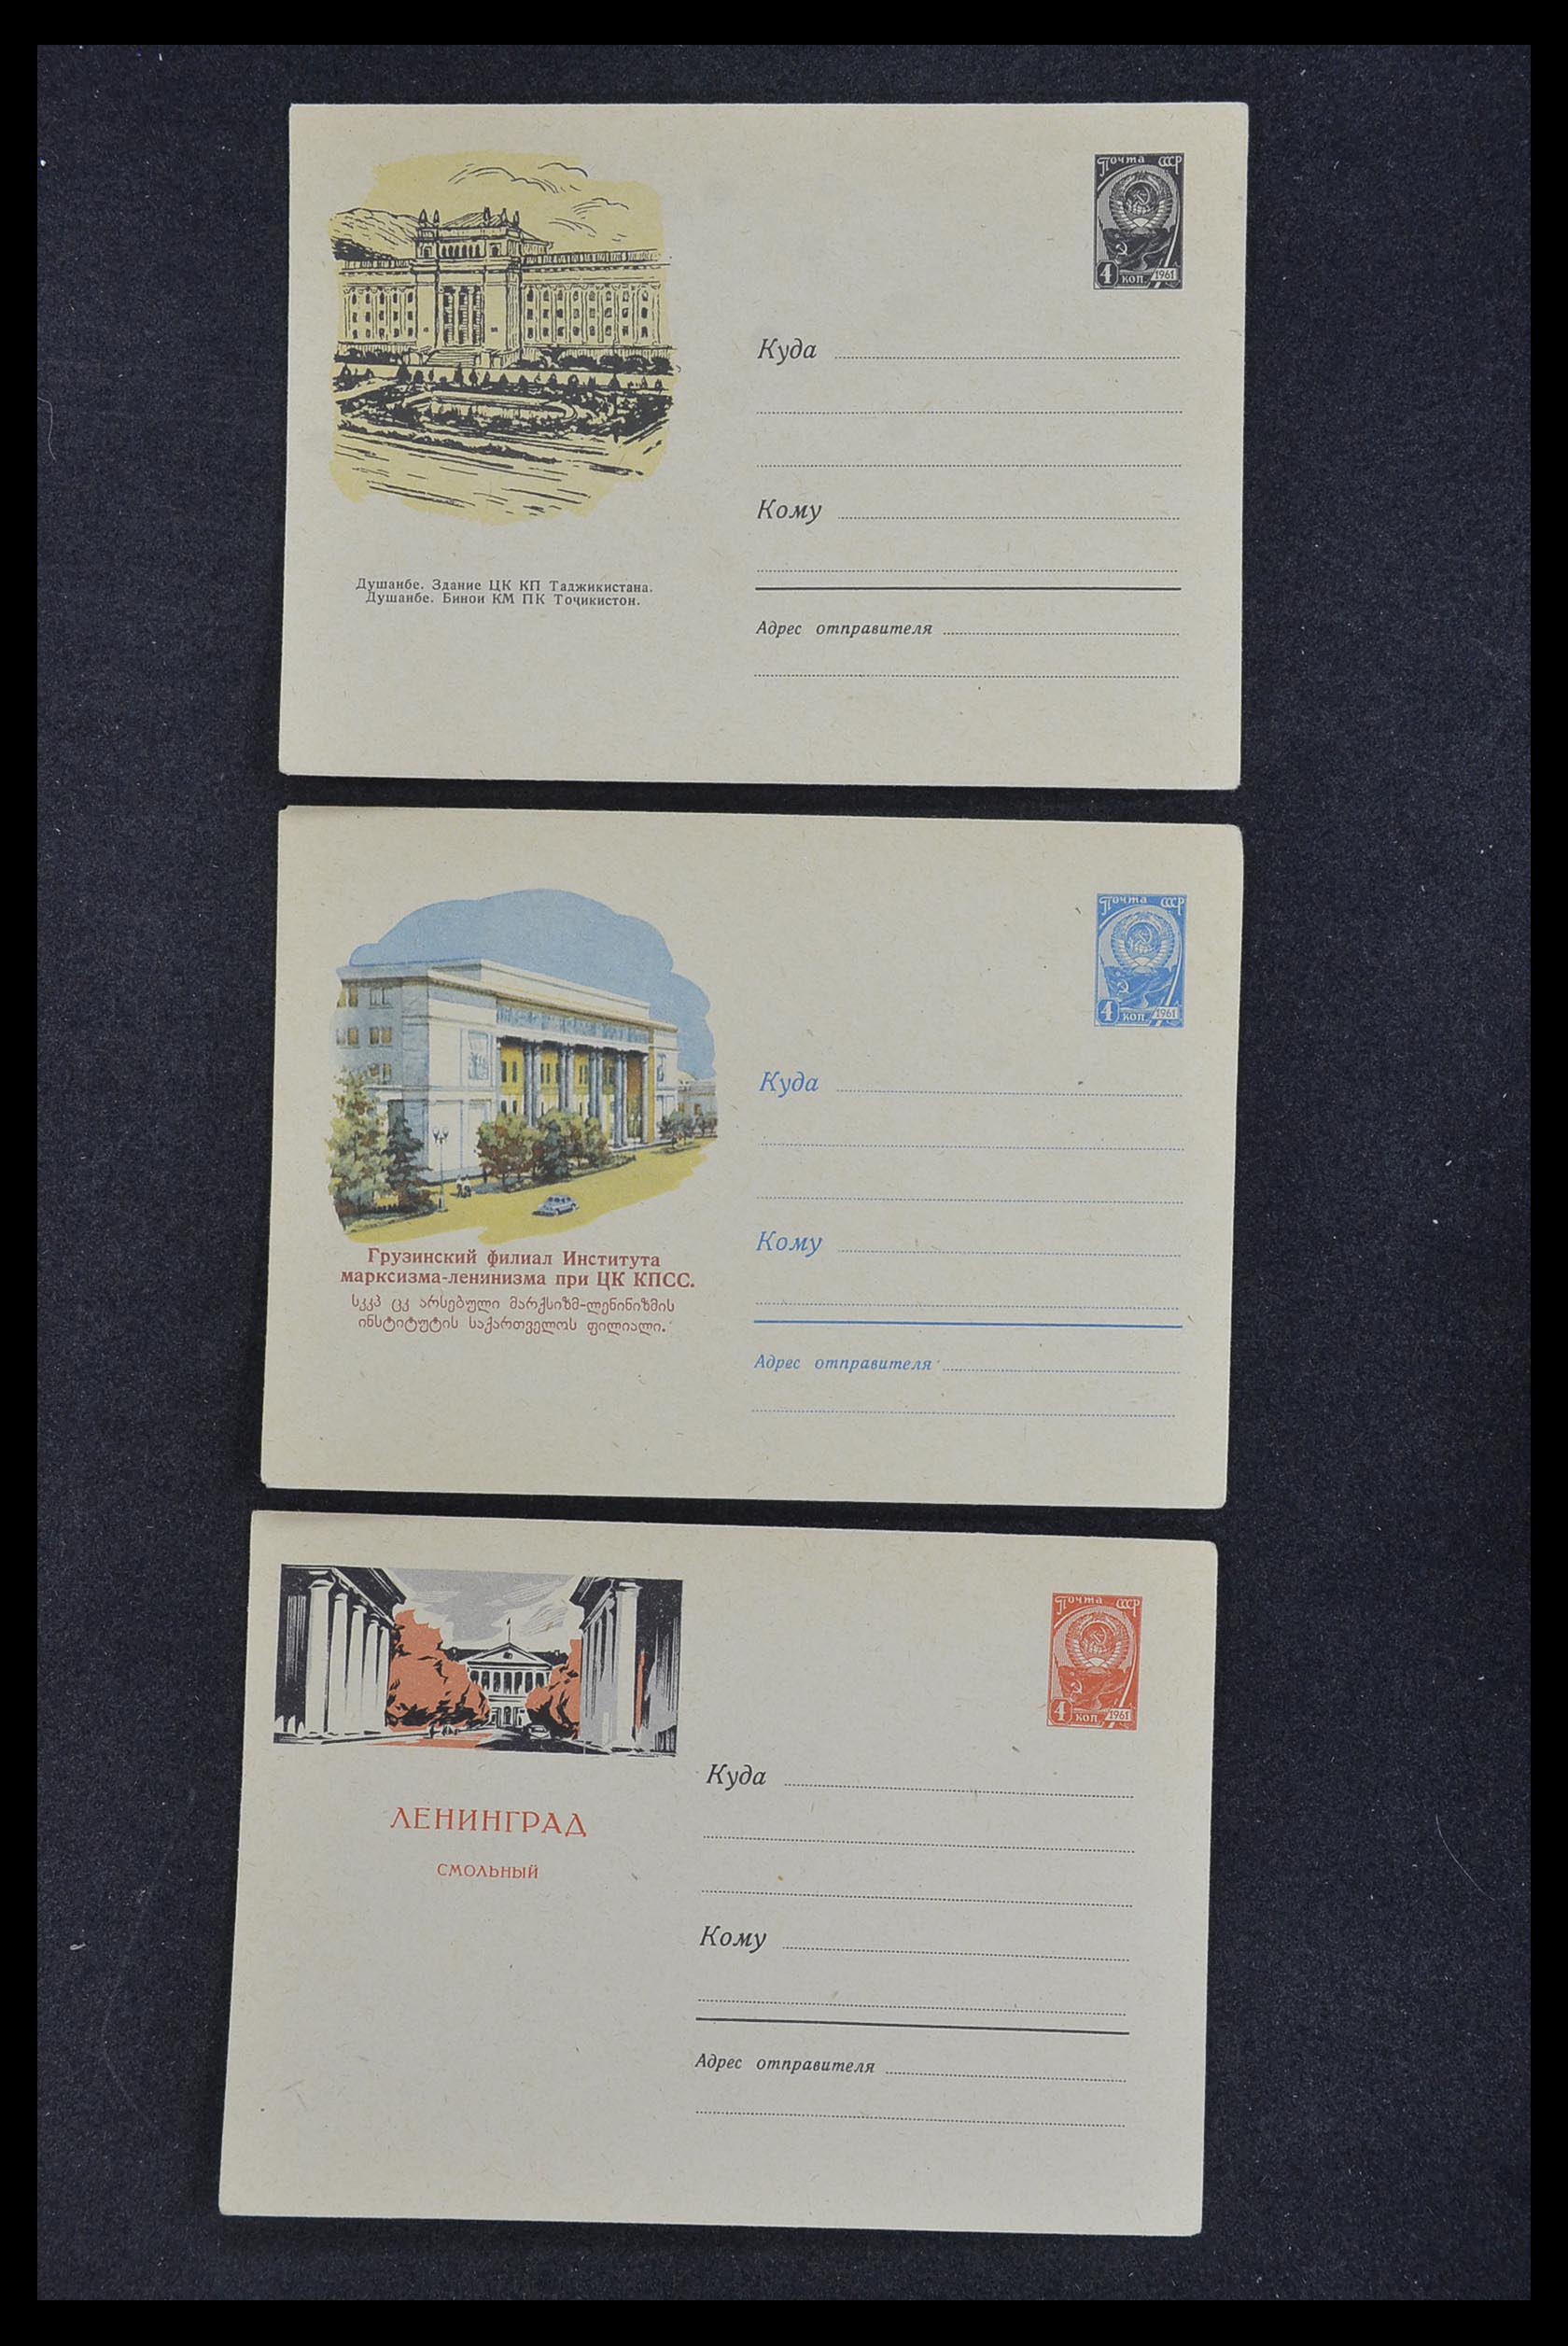 Почта СССР
4 коп. 1961
Куда
Кому
Душанбе. Здание ЦК КП Таджикистана.
Душанбе. Бинои КМ ПК Тоҷикистон.
Адрес отправителя
Почта СССР
4 коп. 1961
Куда
Кому
Грузинский филиал Института
марксизма-ленинизма при ЦК КПСС.
სკკპ ცკ არსებული მარქსიზმ-ლენინიზმის
ინსტიტუტის საქართველოს ფილიალი.
Адрес отправителя
Почта СССР
4 коп. 1961
Куда
ЛЕНИНГРАД
СМОЛЬНЫЙ
Кому
Адрес отправителя